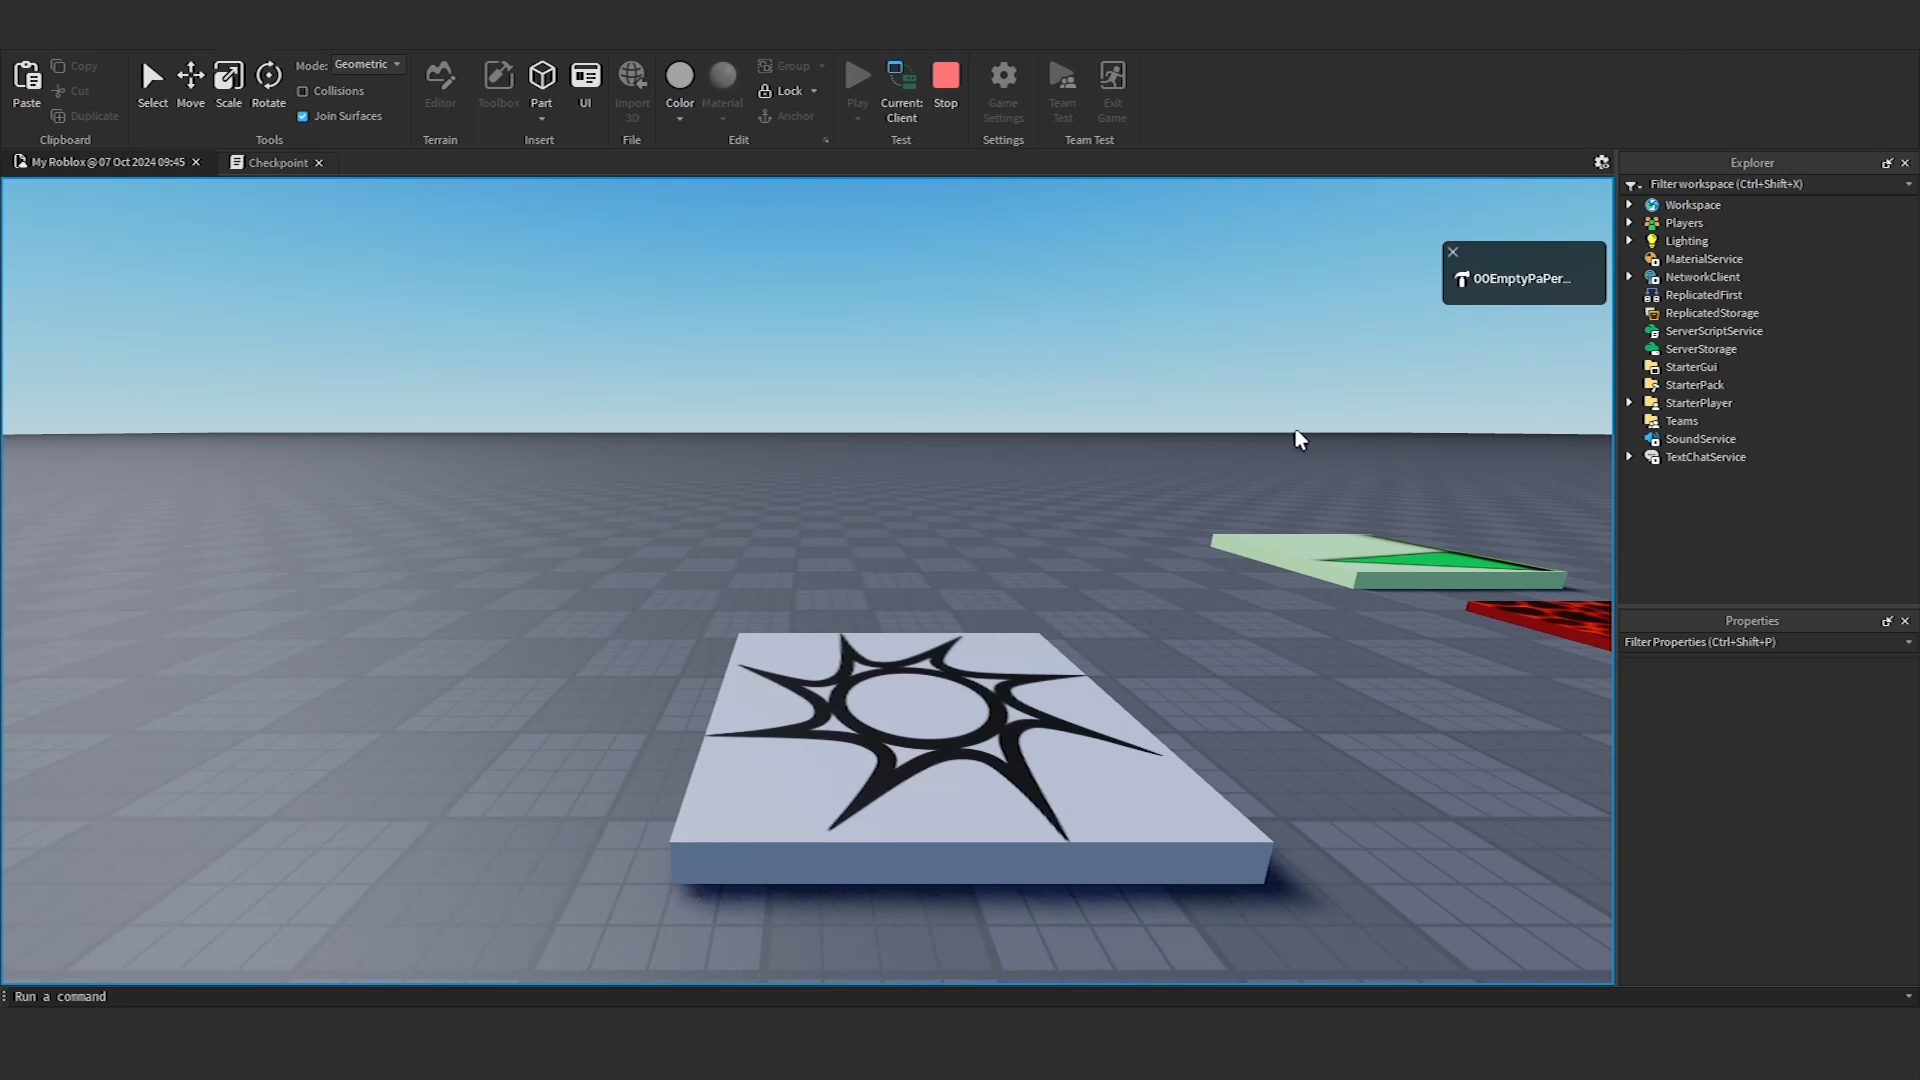 Paste
Copy
Cut
Duplicate
Clipboard
Select
Move
Scale
Rotate
Mode: Geometric
Collisions
Join Surfaces
Tools
Editor
Terrain
Toolbox
Part
UI
Insert
Import
3D
File
Color
Material
Group
Lock
Anchor
Edit
Play
Current:
Client
Stop
Test
Game
Settings
Settings
Team
Test
Exit
Game
Team Test
My Roblox @ 07 Oct 2024 09:45
Checkpoint
00EmptyPaPer...
Explorer
Filter workspace (Ctrl+Shift+X)
Workspace
Players
Lighting
MaterialService
NetworkClient
ReplicatedFirst
ReplicatedStorage
ServerScriptService
ServerStorage
StarterGui
StarterPack
StarterPlayer
Teams
SoundService
TextChatService
Properties
Filter Properties (Ctrl+Shift+P)
Run a command